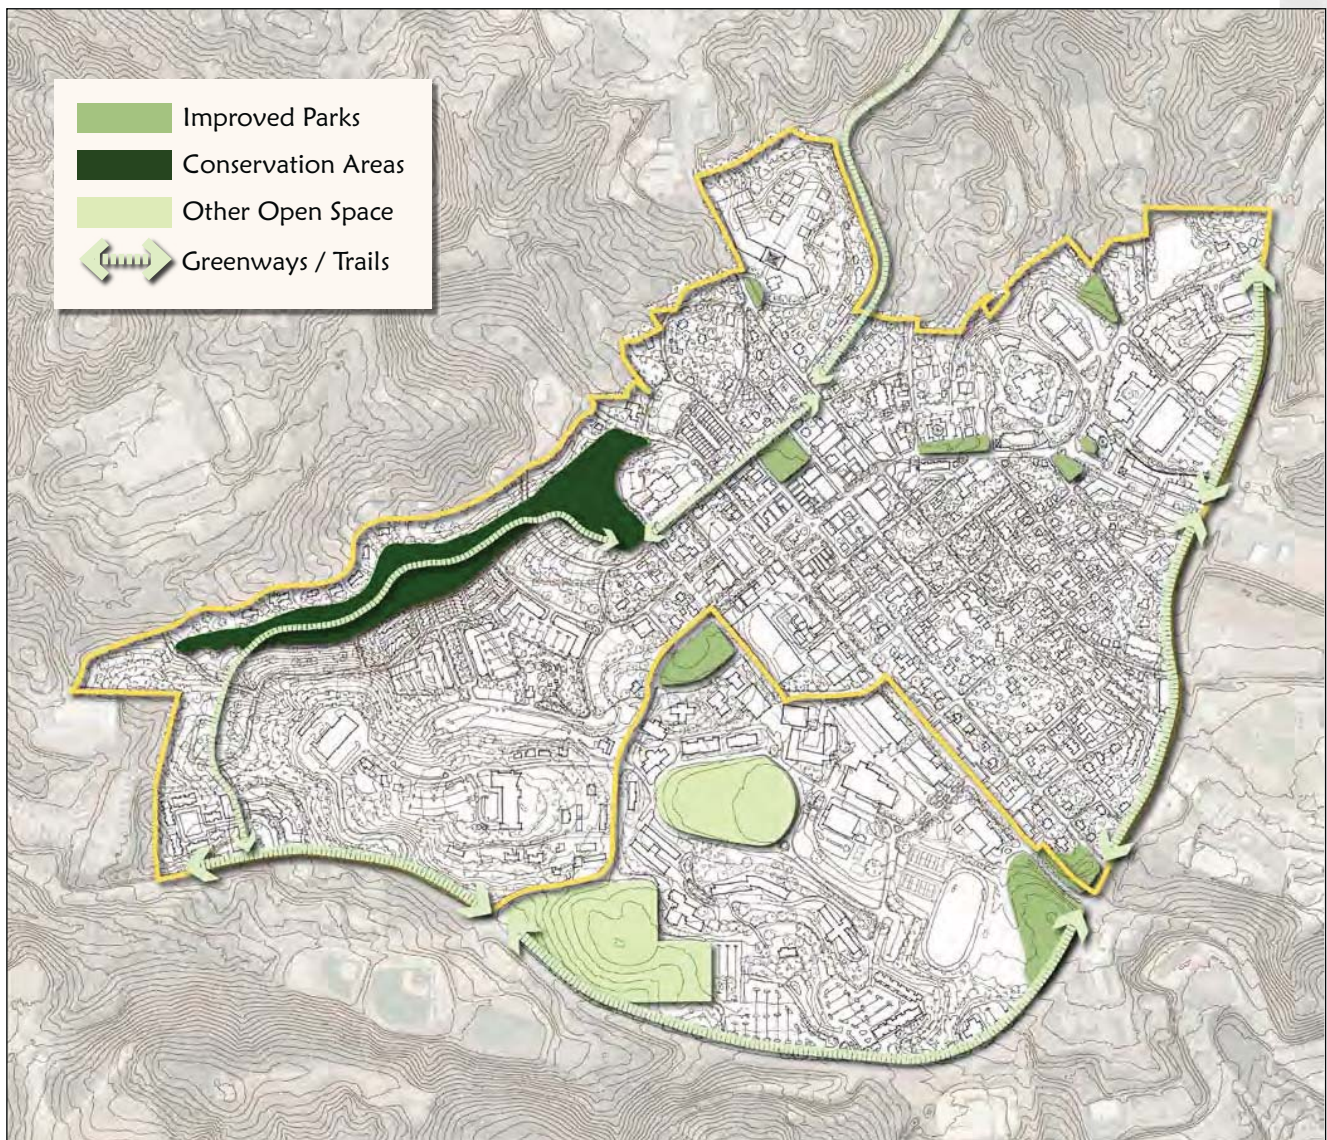 Improved Parks
Conservation Areas
Other Open Space
Greenways / Trails